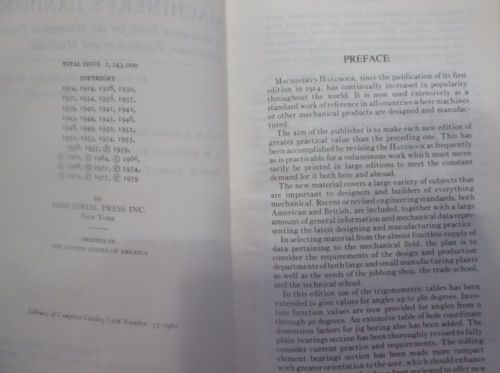 MACHINERY'S HANDBOOK
TOTAL ISSUE 2,243,000
COPYRIGHT
1914, 1924, 1928, 1930,
1931, 1934, 1936, 1937,
1939, 1940, 1941, 1942,
1943, 1944, 1945, 1946,
1948, 1949, 1950, 1951,
1952, 1953, 1954, 1955,
1956, 1957, © 1959,
© 1962, © 1964, © 1966,
© 1968, © 1971, © 1974,
© 1975, © 1977, © 1979
BY
INDUSTRIAL PRESS INC.
NEW YORK
PRINTED IN
THE UNITED STATES OF AMERICA
Library of Congress Catalog Card Number: 72-1962
PREFACE
MACHINERY'S HANDBOOK, since the publication of its first
edition in 1914, has continually increased in popularity
throughout the world. It is now used extensively as a
standard work of reference in all countries where machines
or other mechanical products are designed and manufac-
tured.
The aim of the publisher is to make each new edition of
greater practical value than the preceding one. This has
been accomplished by revising the HANDBOOK as frequently
as is practicable for a voluminous work which must neces-
sarily be printed in large editions to meet the constant
demand for it both here and abroad.
The new material covers a large variety of subjects that
are important to designers and builders of everything
mechanical. Recent or revised engineering standards, both
American and British, are included, together with a large
amount of general information and mechanical data repre-
senting the latest designing and manufacturing practice.
In selecting material from the almost limitless supply of
data pertaining to the mechanical field, the plan is to
consider the requirements of the design and production
departments of both large and small manufacturing plants
as well as the needs of the jobbing shop, the trade school,
and the technical school.
In this edition use of the trigonometric tables has been
extended to give values for angles up to 360 degrees. Invo-
lute function values are now provided for angles from 0
through 90 degrees. An extensive table of hole coordinate
dimension factors for jig boring also has been added. The
plain bearings section has been thoroughly revised to fully
consider current practice and requirements. The rolling
element bearings section has been made more compact
with greater orientation to the user, which should enhance